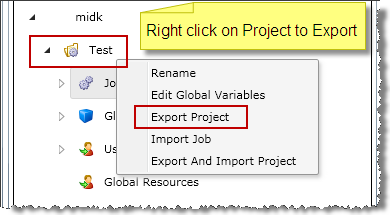 midk
Right click on Project to Export
Test
Rename
Jo
Edit Global Variables
Gl
Export Project
Import Job
Us
Export And Import Project
Global Resources